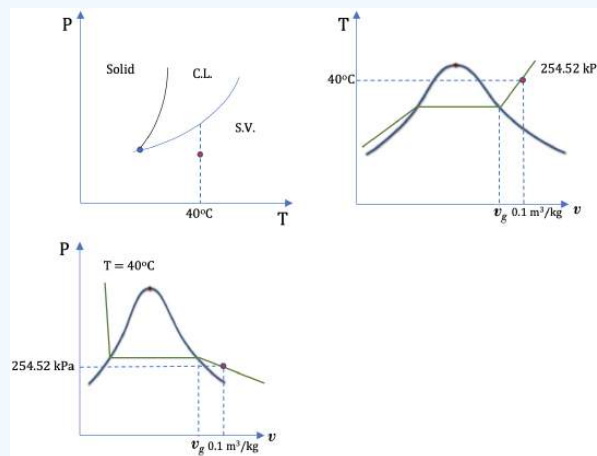 P
Solid
C.L.
S.V.
40°C
T
T
40°C
254.52 kP
v_g 0.1 m³/kg
v
P
T = 40°C
254.52 kPa
v_g 0.1 m³/kg
v